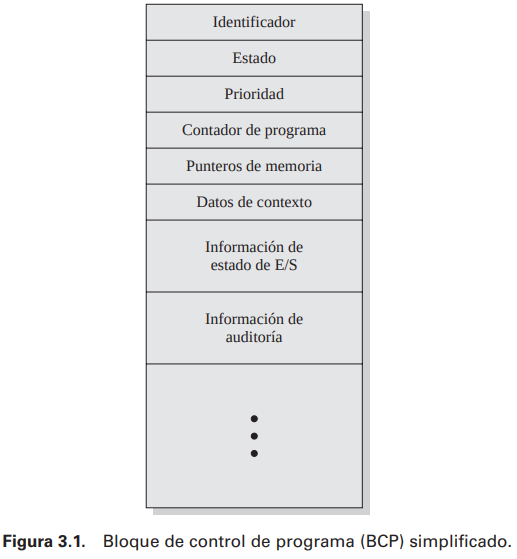 Identificador
Estado
Prioridad
Contador de programa
Punteros de memoria
Datos de contexto
Información de
estado de E/S
Información de
auditoría
Figura 3.1. Bloque de control de programa (BCP) simplificado.